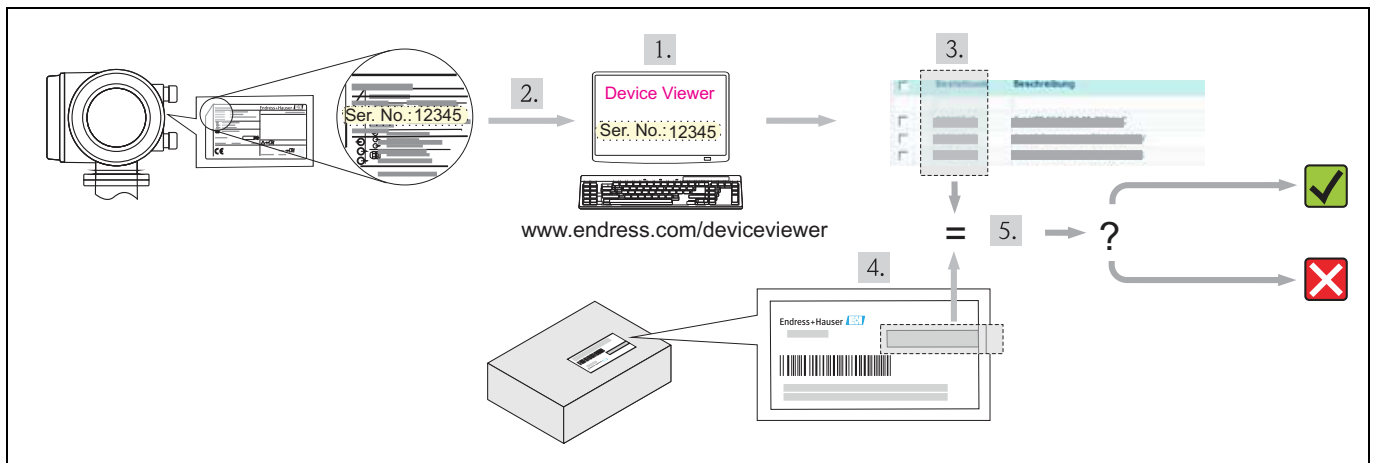 1.
3.
Endress+Hauser
Device Viewer
Beschreibung
2.
Ser. No.: 12345
Ser. No.: 12345
CE
www.endress.com/deviceviewer
=
5.
?
4.
Endress+Hauser